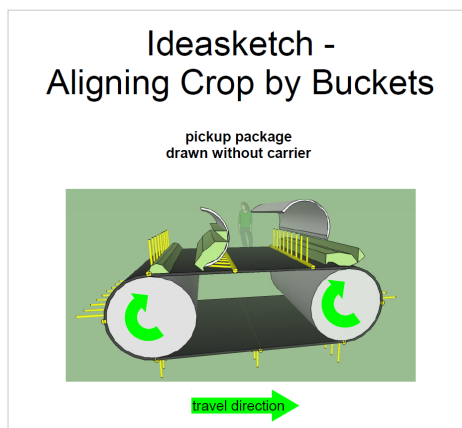 Ideasketch -
Aligning Crop by Buckets
pickup package
drawn without carrier
travel direction